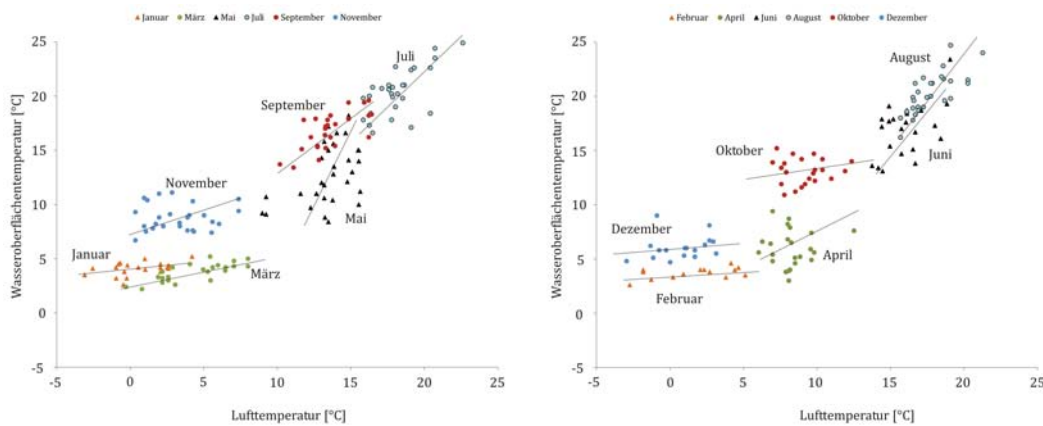 Januar März Mai Juli September November
25
20
15
10
5
0
-5
-5 0 5 10 15 20 25
Wasseroberflächentemperatur [°C]
Lufttemperatur [°C]
Juli
September
November
Mai
Januar
März
Februar April Juni August Oktober Dezember
25
20
15
10
5
0
-5
-5 0 5 10 15 20 25
Wasseroberflächentemperatur [°C]
Lufttemperatur [°C]
August
Oktober
Juni
Dezember
April
Februar